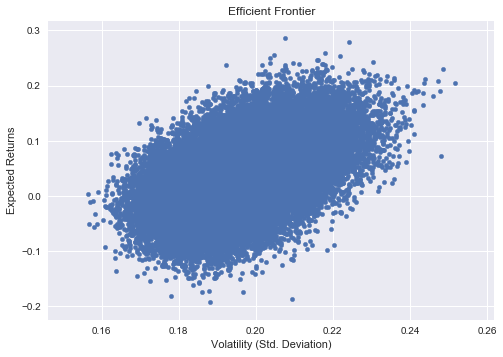 Efficient Frontier
Expected Returns
0.3
0.2
0.1
0.0
−0.1
−0.2
0.16 0.18 0.20 0.22 0.24 0.26
Volatility (Std. Deviation)